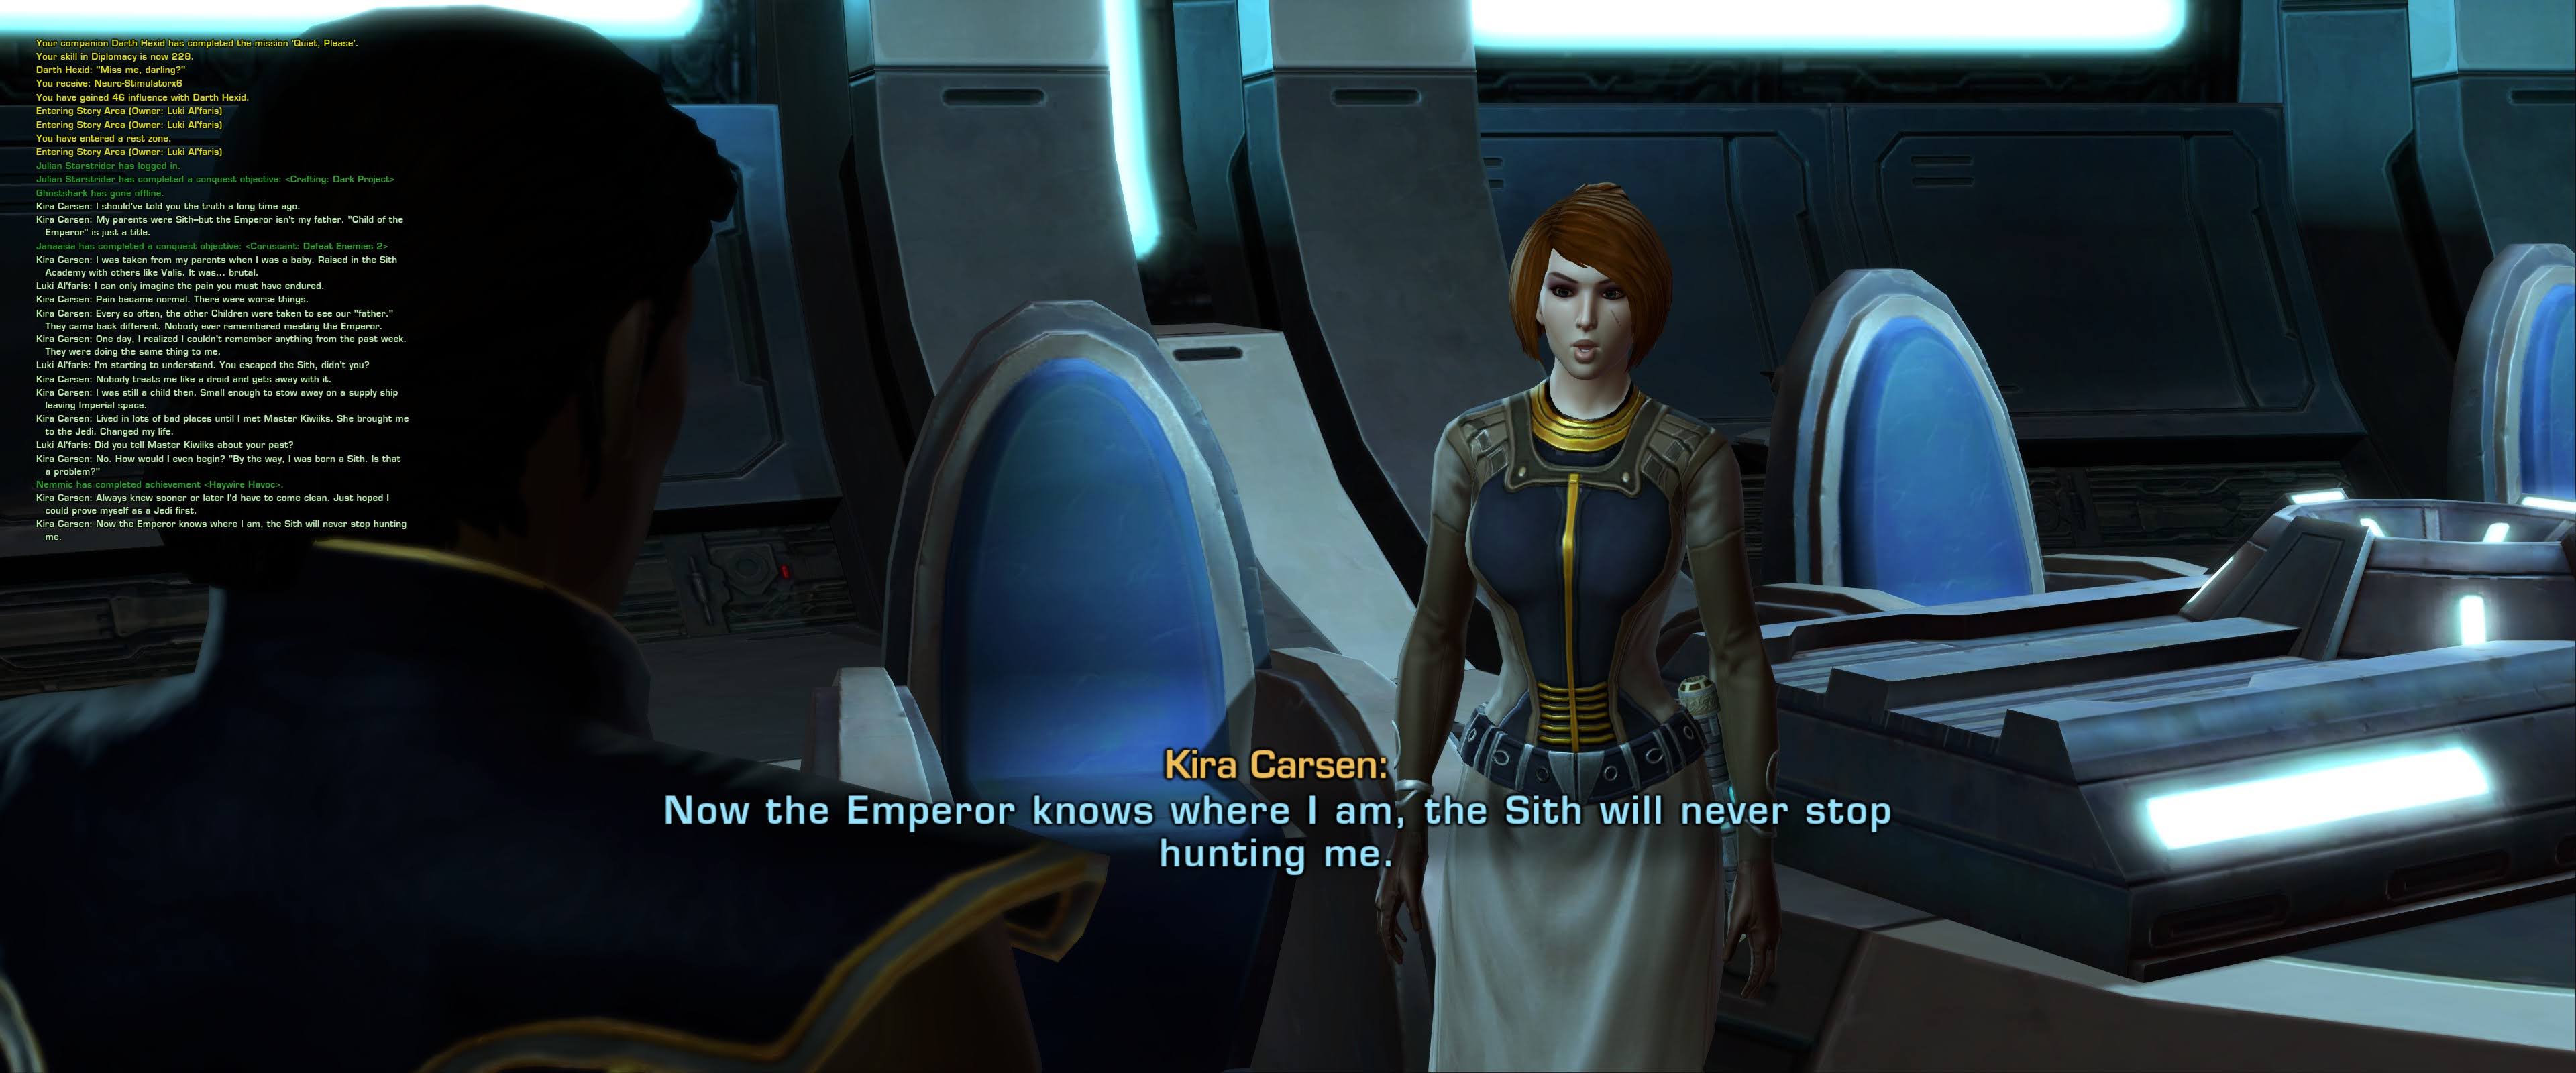 Your companion Darth Hexid has completed the mission 'Quiet, Please'.
Your skill in Diplomacy is now 228.
Darth Hexid: "Miss me, darling?"
You receive: Neuro-Stimulatorx6
You have gained 46 influence with Darth Hexid.
Entering Story Area (Owner: Luki Al'faris)
Entering Story Area (Owner: Luki Al'faris)
You have entered a rest zone.
Entering Story Area (Owner: Luki Al'faris)
Julian Starstrider has logged in.
Julian Starstrider has completed a conquest objective: <Crafting: Dark Project>
Ghostshark has gone offline.
Kira Carsen: I should've told you the truth a long time ago.
Kira Carsen: My parents were Sith—but the Emperor isn't my father. "Child of the
Emperor" is just a title.
Janaasia has completed a conquest objective: <Coruscant: Defeat Enemies 2>
Kira Carsen: I was taken from my parents when I was a baby. Raised in the Sith
Academy with others like Valis. It was... brutal.
Luki Al'faris: I can only imagine the pain you must have endured.
Kira Carsen: Pain became normal. There were worse things.
Kira Carsen: Every so often, the other Children were taken to see our "father."
They came back different. Nobody ever remembered meeting the Emperor.
Kira Carsen: One day, I realized I couldn't remember anything from the past week.
They were doing the same thing to me.
Luki Al'faris: I'm starting to understand. You escaped the Sith, didn't you?
Kira Carsen: Nobody treats me like a droid and gets away with it.
Kira Carsen: I was still a child then. Small enough to stow away on a supply ship
leaving Imperial space.
Kira Carsen: Lived in lots of bad places until I met Master Kiwiiks. She brought me
to the Jedi. Changed my life.
Luki Al'faris: Did you tell Master Kiwiiks about your past?
Kira Carsen: No. How would I even begin? "By the way, I was born a Sith. Is that
a problem?"
Nemmic has completed achievement <Haywire Havoc>.
Kira Carsen: Always knew sooner or later I'd have to come clean. Just hoped I
could prove myself as a Jedi first.
Kira Carsen: Now the Emperor knows where I am, the Sith will never stop hunting
me.
Kira Carsen:
Now the Emperor knows where I am, the Sith will never stop
hunting me.